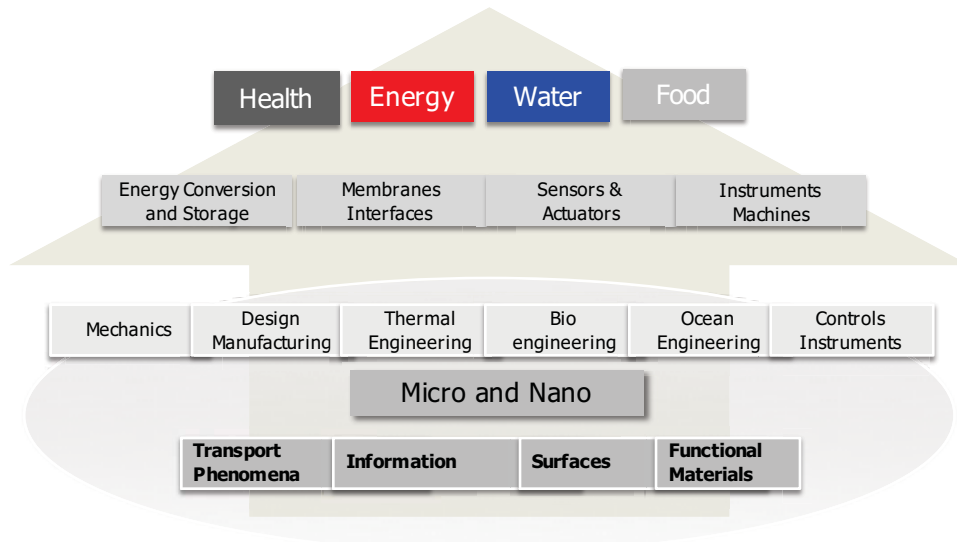 Health
Energy
Water
Food
Energy Conversion
and Storage
Membranes
Interfaces
Sensors &
Actuators
Instruments
Machines
Mechanics
Design
Manufacturing
Thermal
Engineering
Bio
engineering
Ocean
Engineering
Controls
Instruments
Micro and Nano
Transport
Phenomena
Information
Surfaces
Functional
Materials